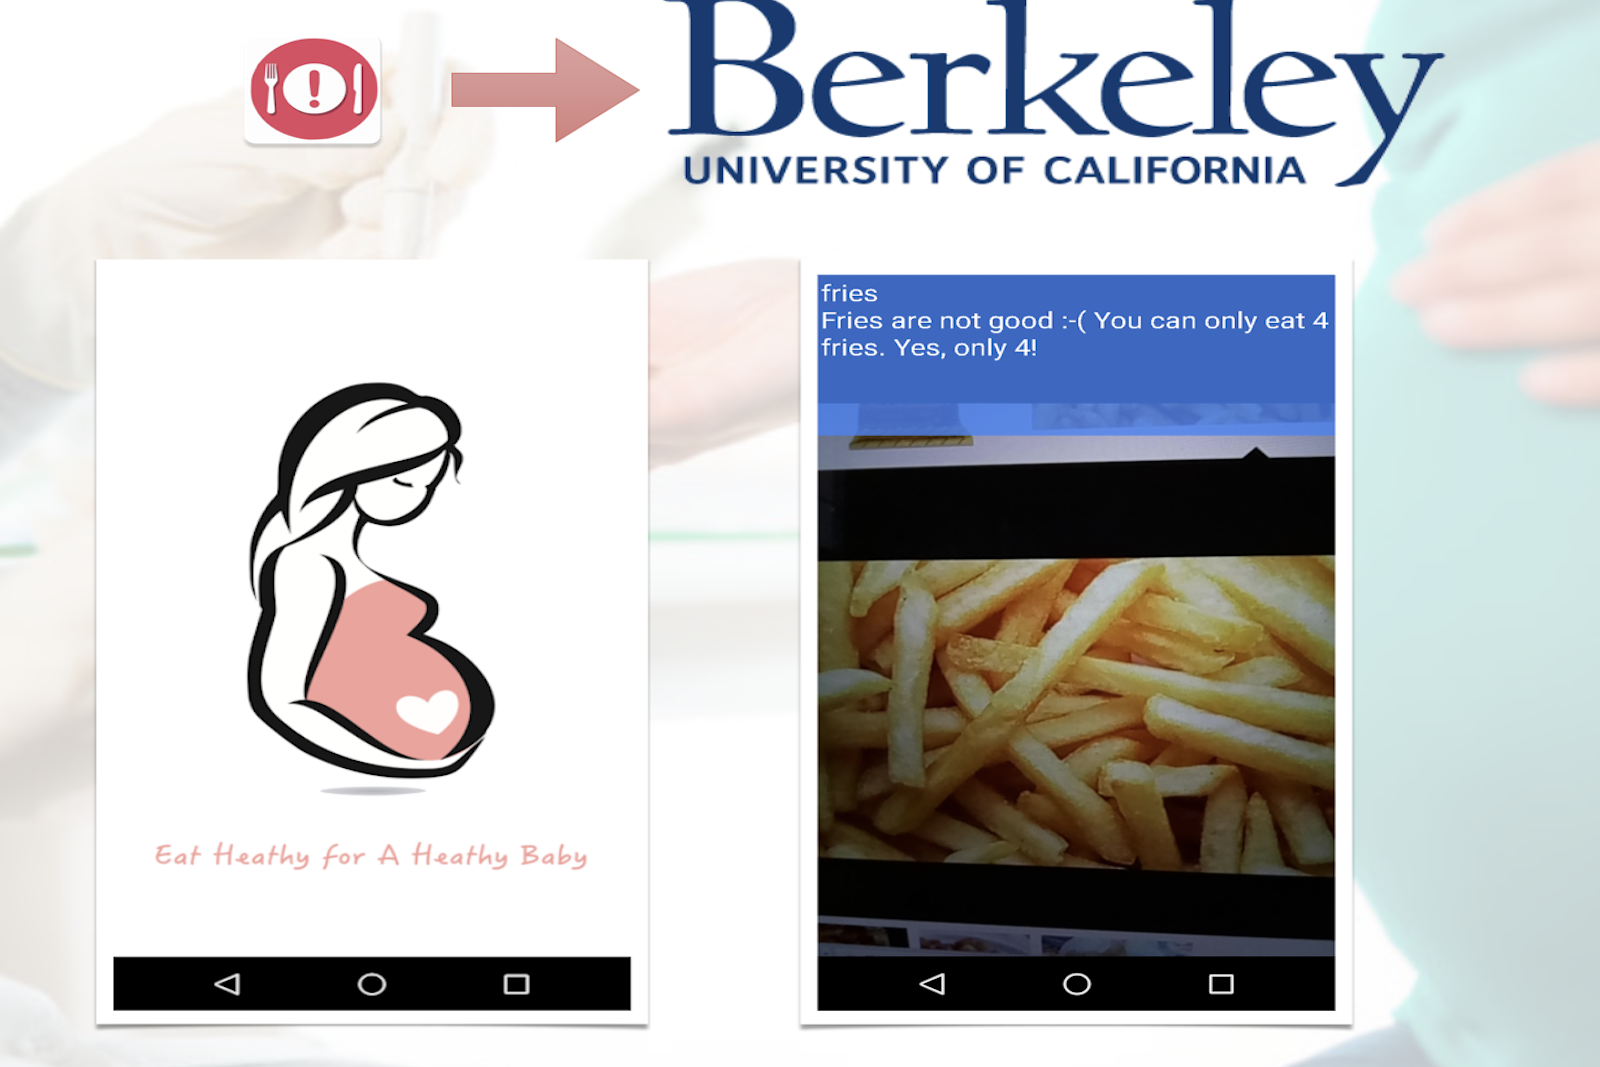 Berkeley
UNIVERSITY OF CALIFORNIA
fries
Fries are not good :-( You can only eat 4
fries. Yes, only 4!
Eat Heathy for A Heathy Baby